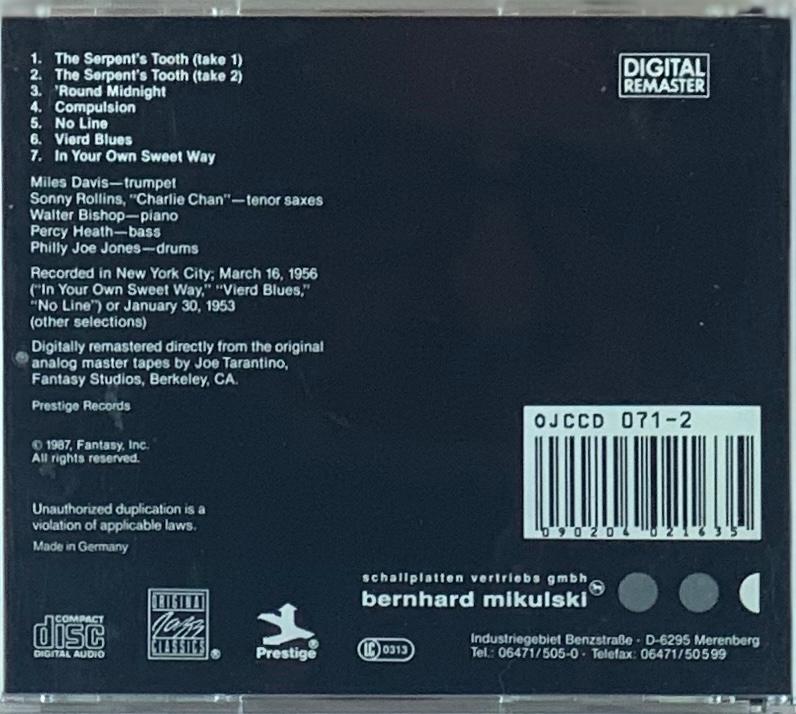 1. The Serpent's Tooth (take 1)
2. The Serpent's Tooth (take 2)
3. 'Round Midnight
4. Compulsion
5. No Line
6. Vierd Blues
7. In Your Own Sweet Way
DIGITAL
REMASTER
Miles Davis—trumpet
Sonny Rollins, "Charlie Chan"—tenor saxes
Walter Bishop—piano
Percy Heath—bass
Philly Joe Jones—drums
Recorded in New York City; March 16, 1956
("In Your Own Sweet Way," "Vierd Blues,"
"No Line") or January 30, 1953
(other selections)
Digitally remastered directly from the original
analog master tapes by Joe Tarantino,
Fantasy Studios, Berkeley, CA.
Prestige Records
© 1987, Fantasy, Inc.
All rights reserved.
Unauthorized duplication is a
violation of applicable laws.
Made in Germany
OJCCD 071-2
090204 021635
schallplatten vertriebs gmbh
bernhard mikulski
Industriegebiet Benzstraße · D-6295 Merenberg
Tel.: 06471/505-0 · Telefax: 06471/50599
COMPACT
disc
DIGITAL AUDIO
ORIGINAL
Jazz
CLASSICS®
Prestige®
LC 0313